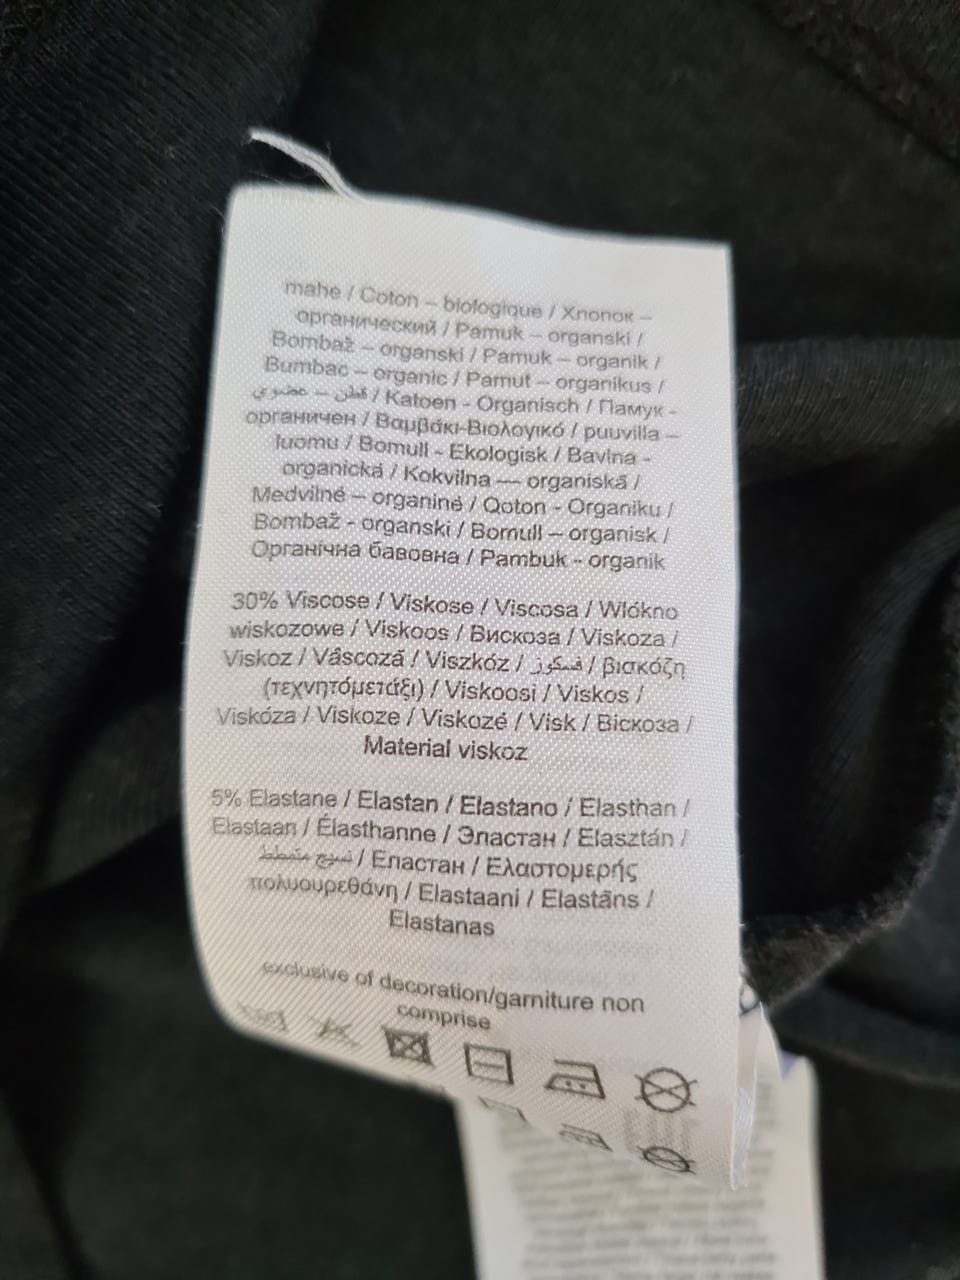 mahe / Coton – biologique / Хлопок –
органический / Pamuk – organski /
Bombaž – organski / Pamuk – organik /
Bumbac – organic / Pamut – organikus /
قطن – عضوي / Katoen - Organisch / Памук -
органичен / Βαμβάκι-Βιολογικό / puuvilla –
luomu / Bomull - Ekologisk / Bavlna -
organická / Kokvilna — organiskā /
Medvilnė – organinė / Qoton - Organiku /
Bombaž - organski / Bomull – organisk /
Органічна бавовна / Pambuk - organik
30% Viscose / Viskose / Viscosa / Włókno
wiskozowe / Viskoos / Вискоза / Viskoza /
Viskoz / Vâscoză / Viszkóz / فسكوز / βισκόζη
(τεχνητόμετάξι) / Viskoosi / Viskos /
Viskóza / Viskoze / Viskozė / Visk / Віскоза /
Material viskoz
5% Elastane / Elastan / Elastano / Elasthan /
Elastaan / Élasthanne / Эластан / Elasztán /
نسيج متمطط / Еластан / Ελαστομερής
πολυουρεθάνη / Elastaani / Elastāns /
Elastanas
exclusive of decoration/garniture non
comprise